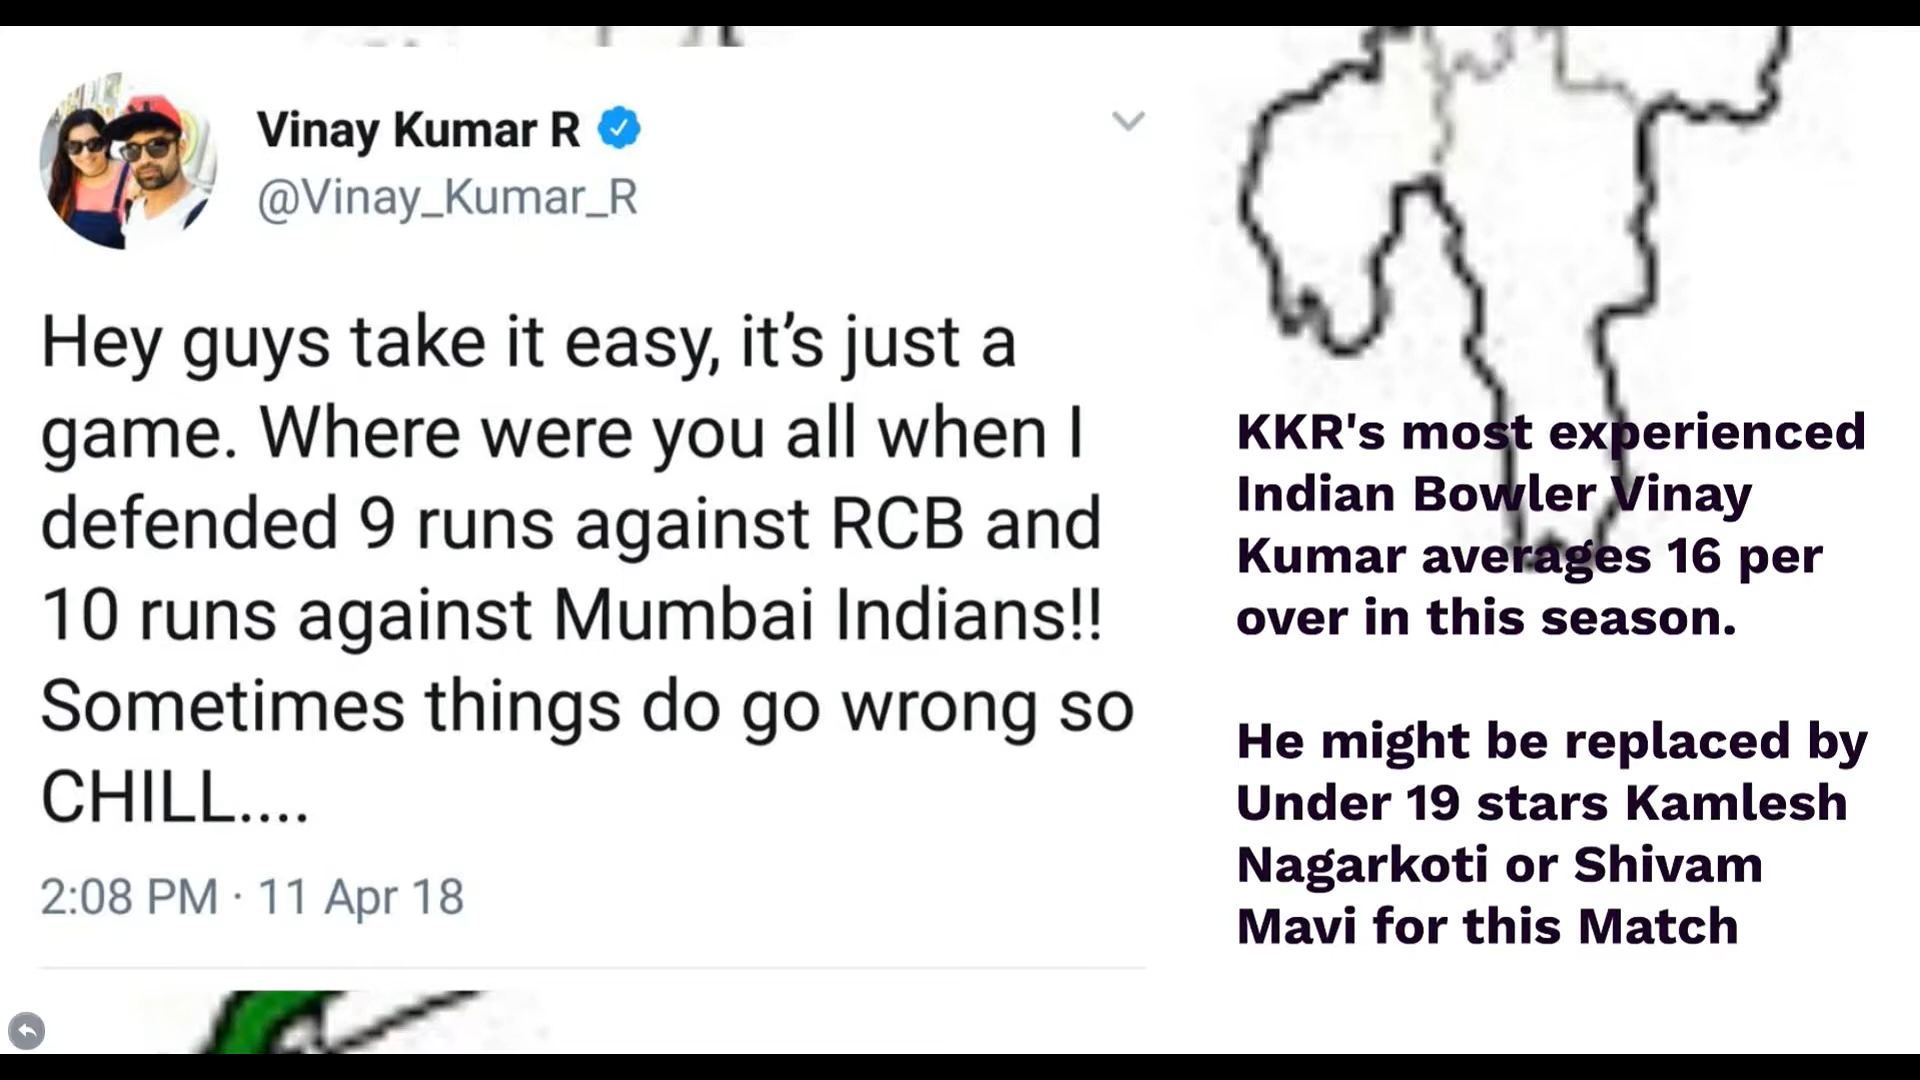 Vinay Kumar R
@Vinay_Kumar_R
Hey guys take it easy, it’s just a
game. Where were you all when I
defended 9 runs against RCB and
10 runs against Mumbai Indians!!
Sometimes things do go wrong so
CHILL....
2:08 PM · 11 Apr 18
KKR's most experienced
Indian Bowler Vinay
Kumar averages 16 per
over in this season.
He might be replaced by
Under 19 stars Kamlesh
Nagarkoti or Shivam
Mavi for this Match